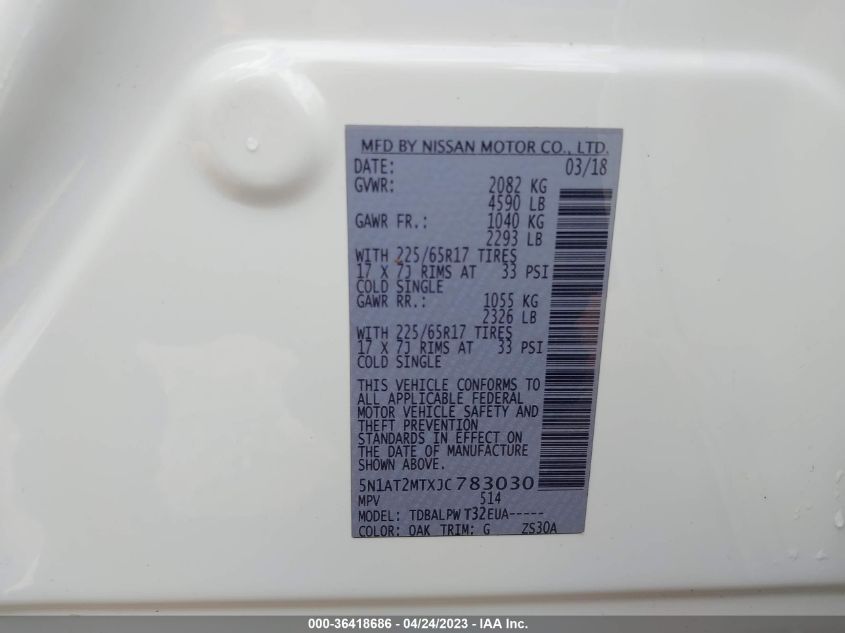 MFD BY NISSAN MOTOR CO., LTD.
DATE: 03/18
GVWR: 2082 KG
4590 LB
GAWR FR.: 1040 KG
2293 LB
WITH 225/65R17 TIRES
17 X 7J RIMS AT 33 PSI
COLD SINGLE
GAWR RR.: 1055 KG
2326 LB
WITH 225/65R17 TIRES
17 X 7J RIMS AT 33 PSI
COLD SINGLE
THIS VEHICLE CONFORMS TO
ALL APPLICABLE FEDERAL
MOTOR VEHICLE SAFETY AND
THEFT PREVENTION
STANDARDS IN EFFECT ON
THE DATE OF MANUFACTURE
SHOWN ABOVE.
5N1AT2MTXJC783030
MPV 514
MODEL: TDBALPW T32EUA-----
COLOR: OAK TRIM: G ZS30A
000-36418686 - 04/24/2023 - IAA Inc.